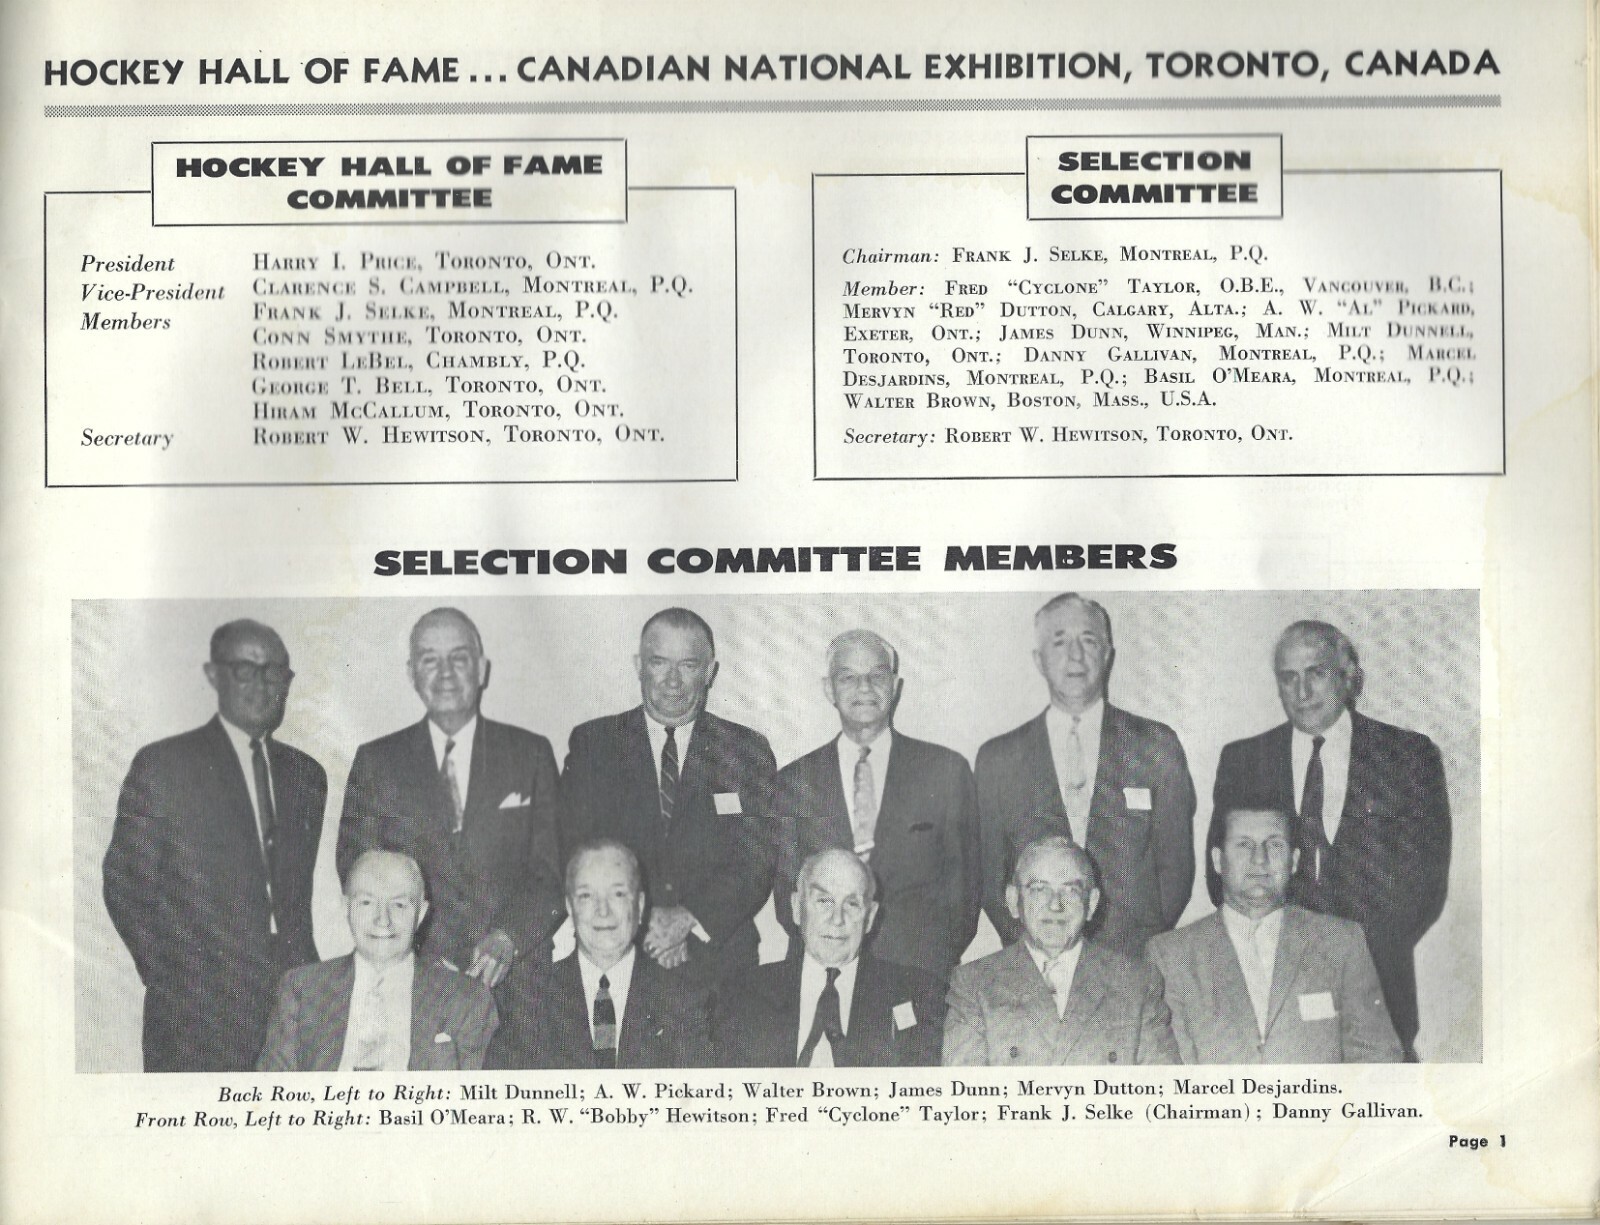 HOCKEY HALL OF FAME... CANADIAN NATIONAL EXHIBITION, TORONTO, CANADA
HOCKEY HALL OF FAME
COMMITTEE
President HARRY I. PRICE, TORONTO, ONT.
Vice-President CLARENCE S. CAMPBELL, MONTREAL, P.Q.
Members FRANK J. SELKE, MONTREAL, P.Q.
CONN SMYTHE, TORONTO, ONT.
ROBERT LEBEL, CHAMBLY, P.Q.
GEORGE T. BELL, TORONTO, ONT.
HIRAM MCCALLUM, TORONTO, ONT.
Secretary ROBERT W. HEWITSON, TORONTO, ONT.
SELECTION
COMMITTEE
Chairman: FRANK J. SELKE, MONTREAL, P.Q.
Member: FRED "CYCLONE" TAYLOR, O.B.E., VANCOUVER, B.C.;
MERVYN "RED" DUTTON, CALGARY, ALTA.; A. W. "AL" PICKARD,
EXETER, ONT.; JAMES DUNN, WINNIPEG, MAN.; MILT DUNNELL,
TORONTO, ONT.; DANNY GALLIVAN, MONTREAL, P.Q.; MARCEL
DESJARDINS, MONTREAL, P.Q.; BASIL O'MEARA, MONTREAL, P.Q.;
WALTER BROWN, BOSTON, MASS., U.S.A.
Secretary: ROBERT W. HEWITSON, TORONTO, ONT.
SELECTION COMMITTEE MEMBERS
Back Row, Left to Right: Milt Dunnell; A. W. Pickard; Walter Brown; James Dunn; Mervyn Dutton; Marcel Desjardins.
Front Row, Left to Right: Basil O'Meara; R. W. "Bobby" Hewitson; Fred "Cyclone" Taylor; Frank J. Selke (Chairman); Danny Gallivan.
Page 1